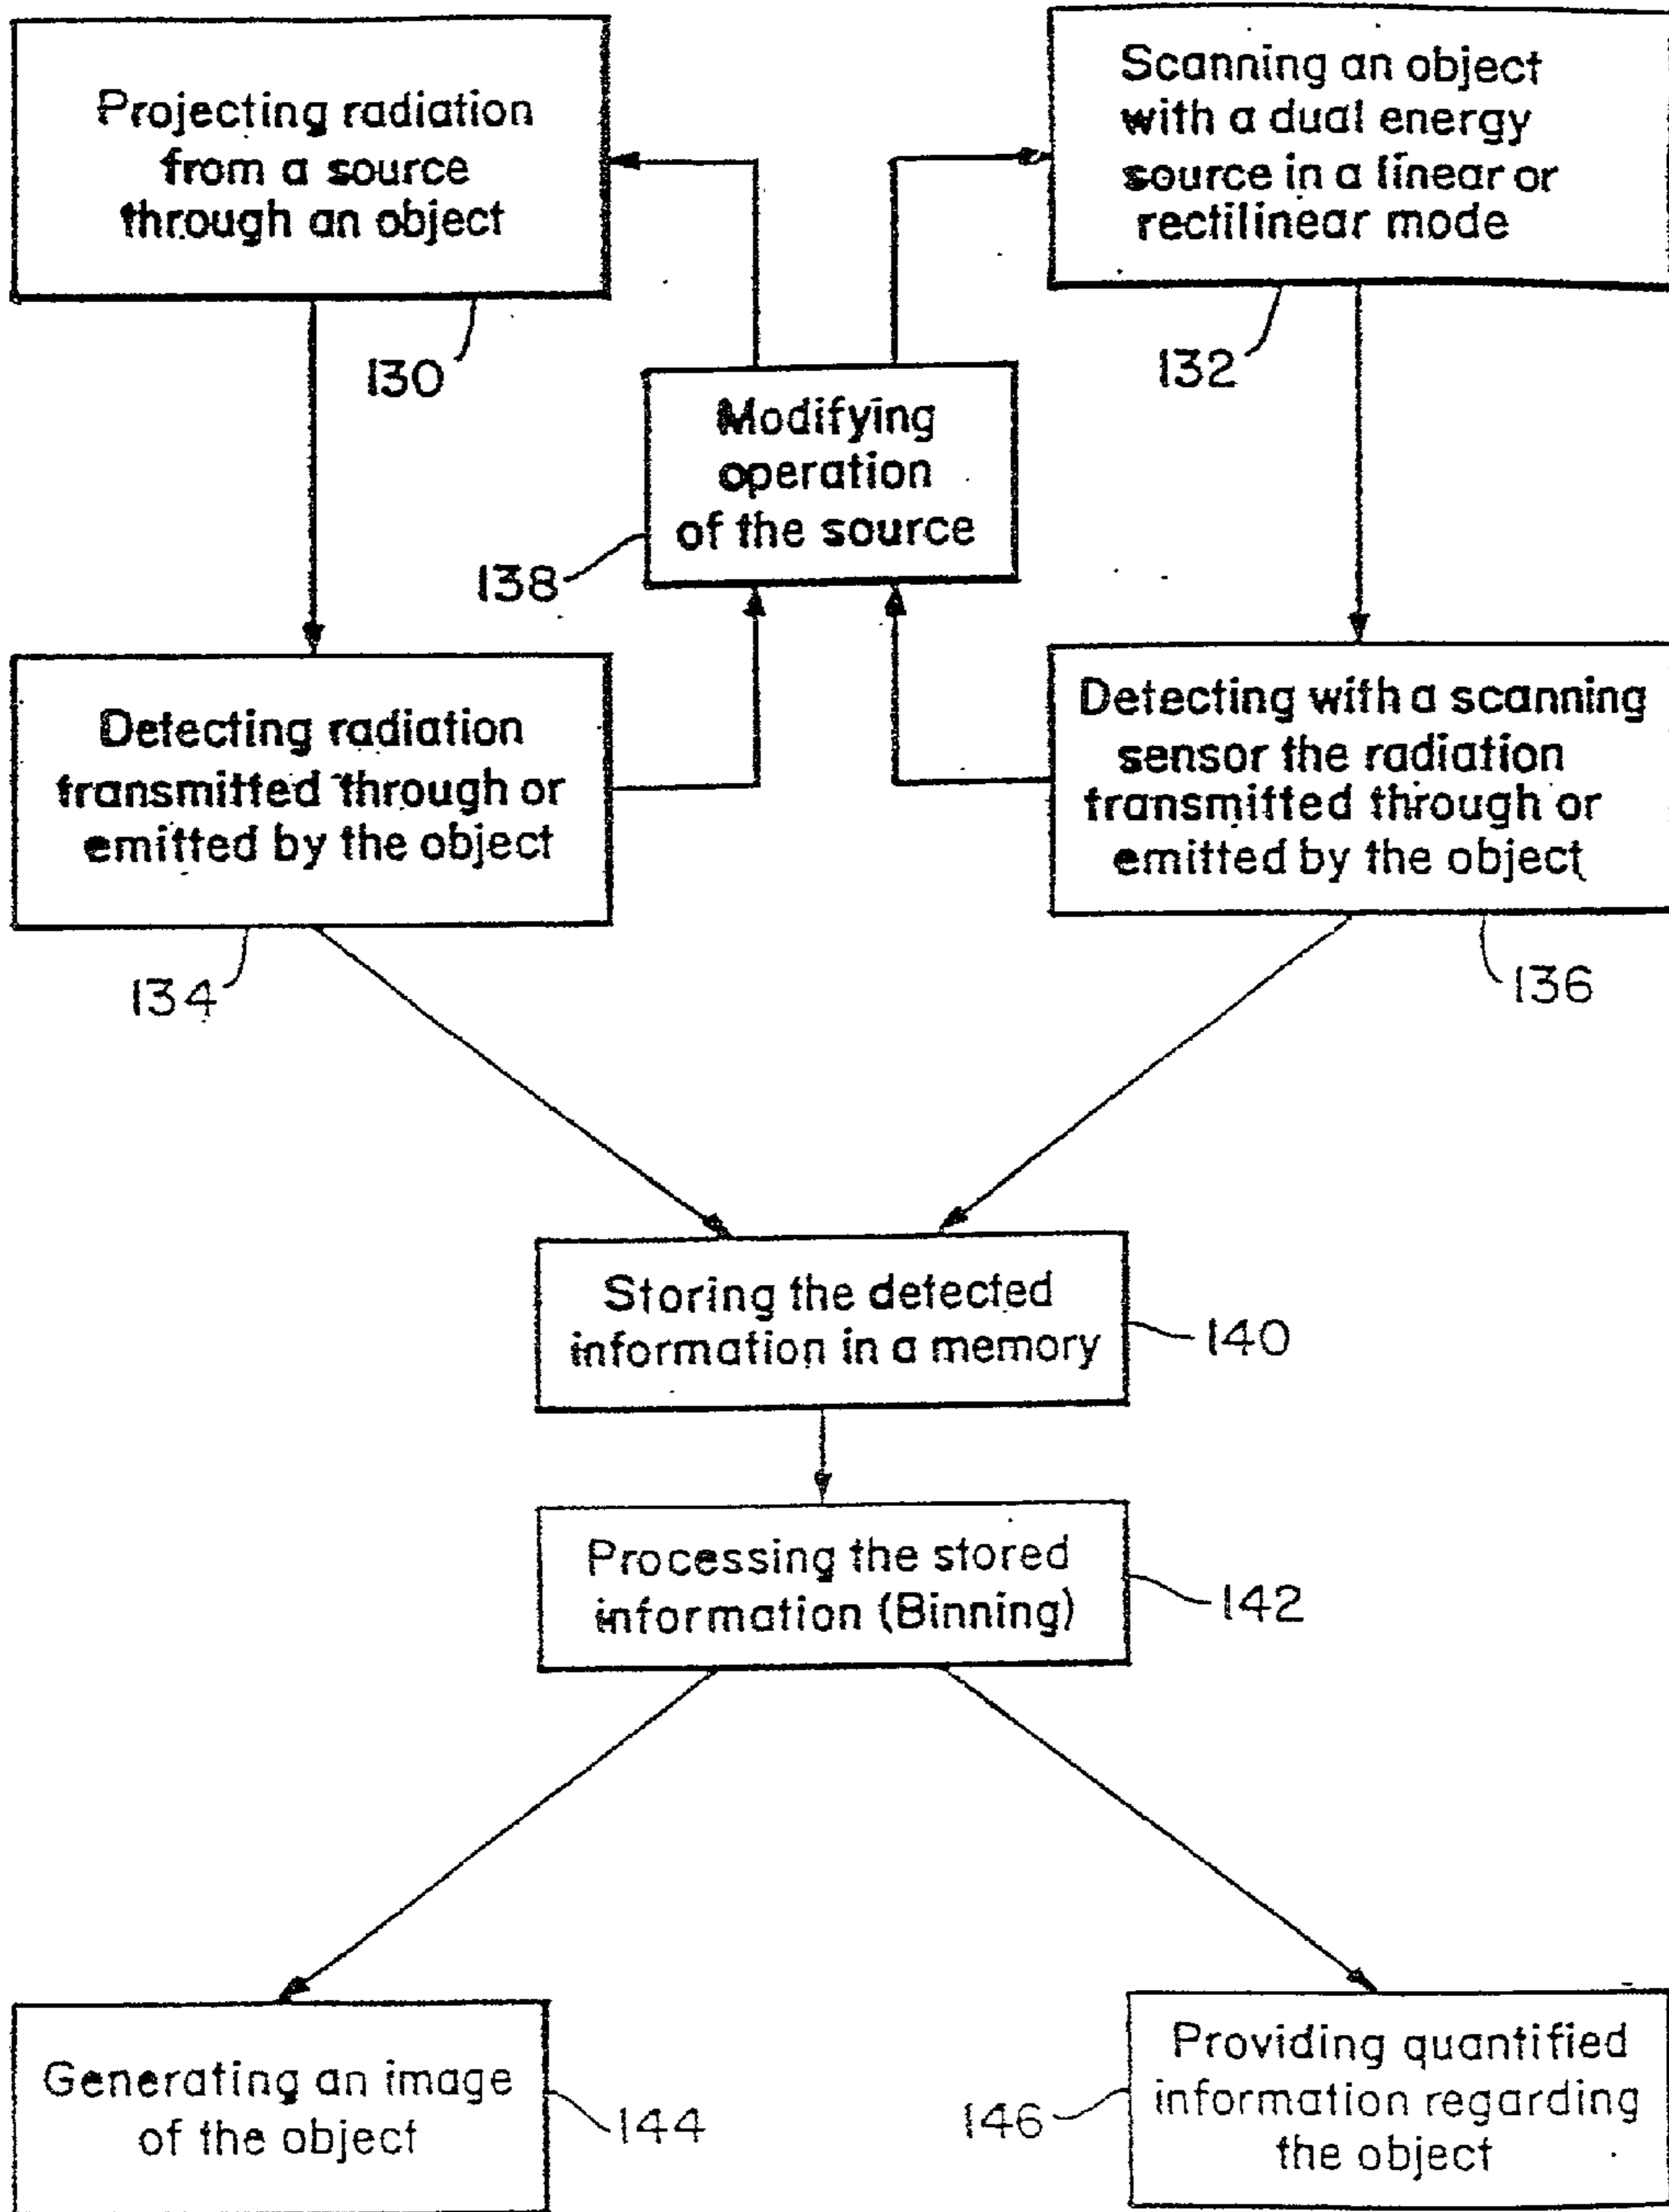 Projecting radiation
from a source
through an object
130
Scanning an object
with a dual energy
source in a linear or
rectilinear mode
132
Modifying
operation
of the source
138
Detecting radiation
transmitted through or
emitted by the object
134
Detecting with a scanning
sensor the radiation
transmitted through or
emitted by the object
136
Storing the detected
information in a memory
140
Processing the stored
information (Binning)
142
Generating an image
of the object
144
Providing quantified
information regarding
the object
146